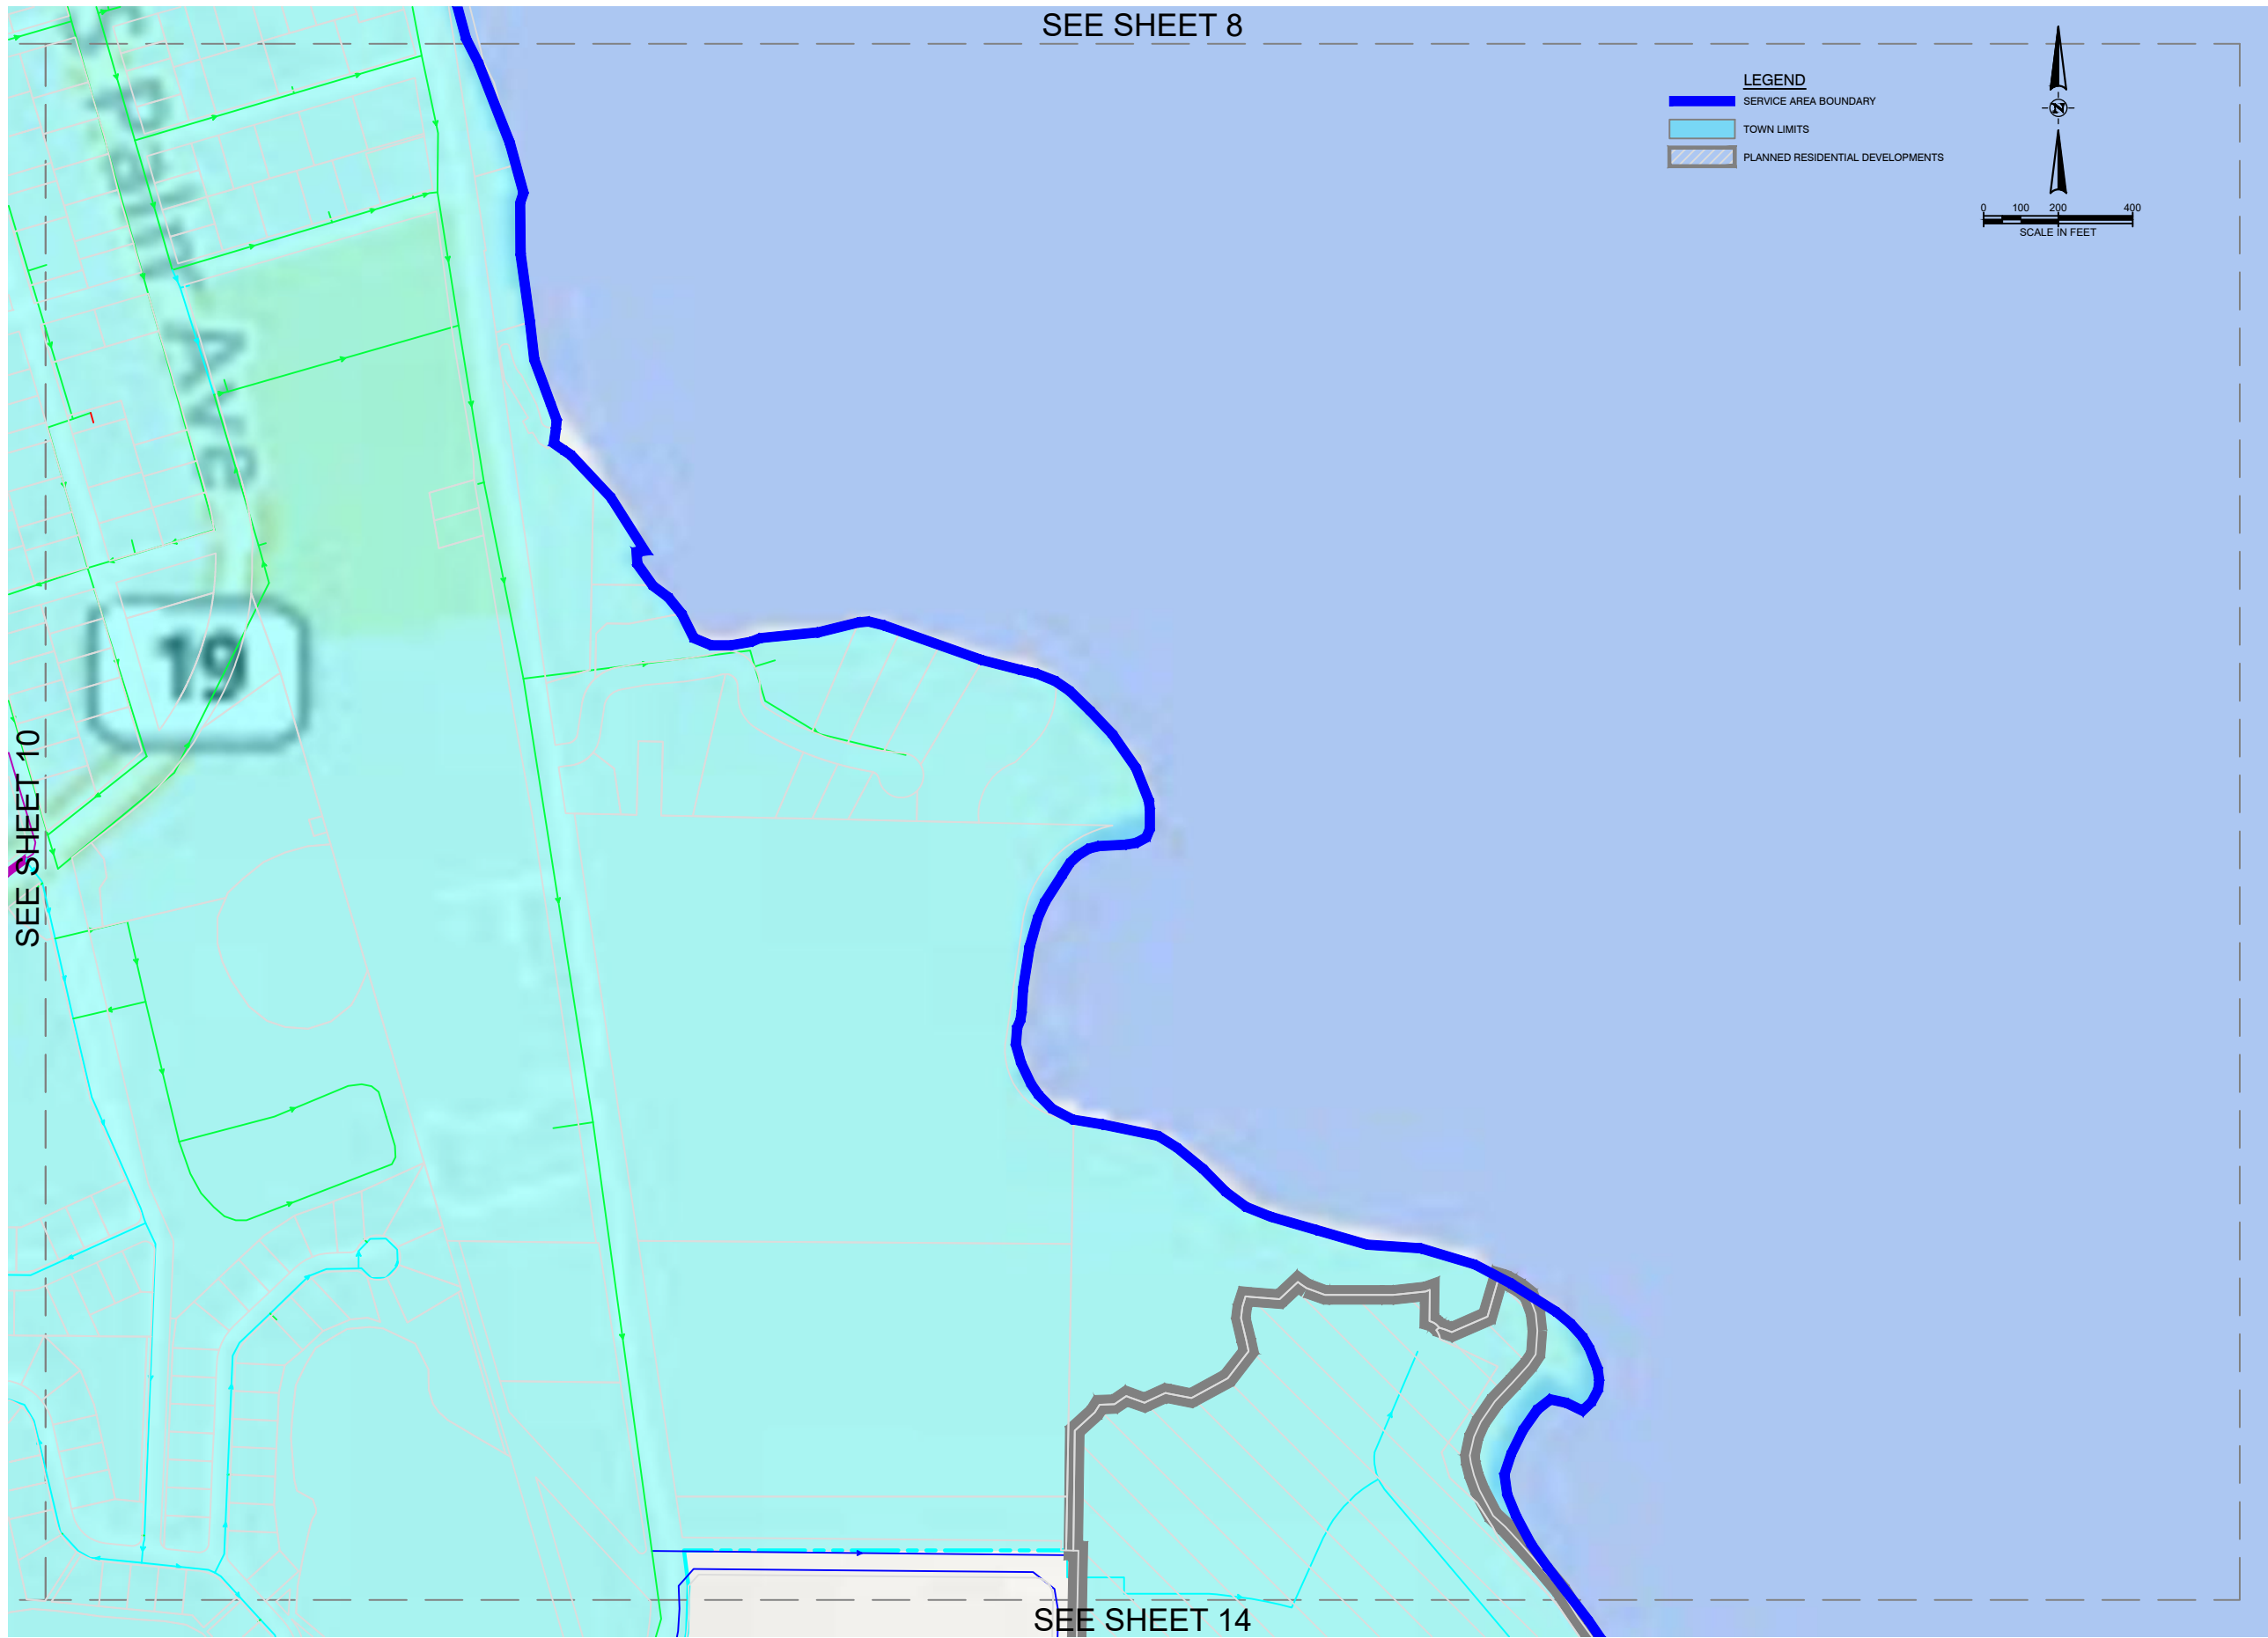 SEE SHEET 8
LEGEND
SERVICE AREA BOUNDARY
TOWN LIMITS
PLANNED RESIDENTIAL DEVELOPMENTS
N
0 100 200 400
SCALE IN FEET
Palm Ave
19
SEE SHEET 10
SEE SHEET 14